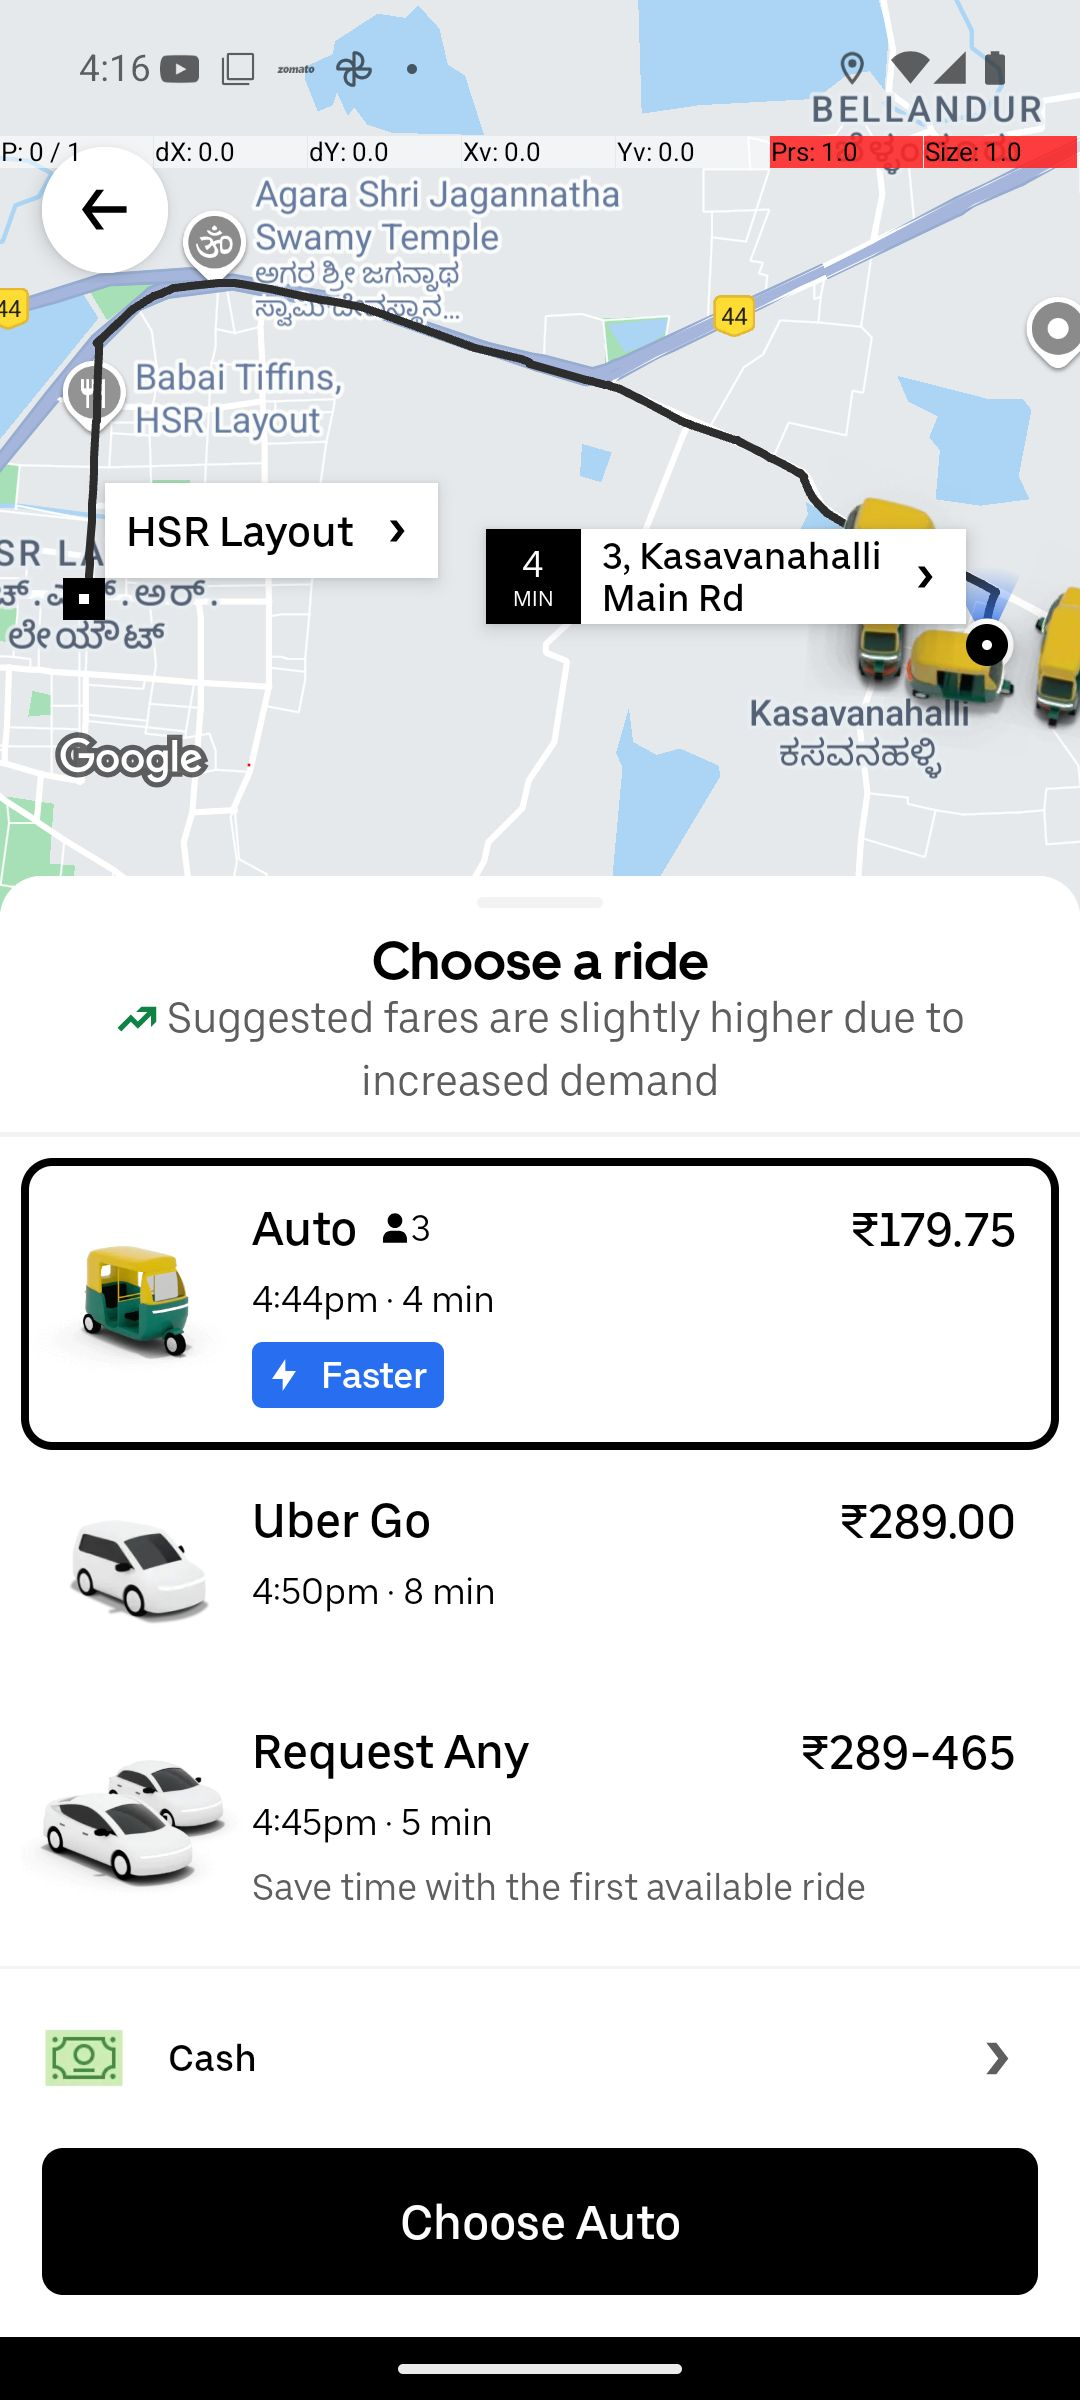 4:16
zomato
BELLANDUR
P: 0 / 1 dX: 0.0 dY: 0.0 Xv: 0.0 Yv: 0.0 Prs: 1.0 Size: 1.0
Agara Shri Jagannatha
Swamy Temple
ಅಗರ ಶ್ರೀ ಜಗನ್ನಾಥ
ಸ್ವಾಮಿ ದೇವಸ್ಥಾನ...
44
44
Babai Tiffins,
HSR Layout
HSR Layout
4
MIN
3, Kasavanahalli
Main Rd
SR LA
ಲೇಯೌಟ್
Kasavanahalli
ಕಸವನಹಳ್ಳಿ
Google
Choose a ride
Suggested fares are slightly higher due to
increased demand
Auto 3 ₹179.75
4:44pm · 4 min
Faster
Uber Go ₹289.00
4:50pm · 8 min
Request Any ₹289-465
4:45pm · 5 min
Save time with the first available ride
Cash
Choose Auto